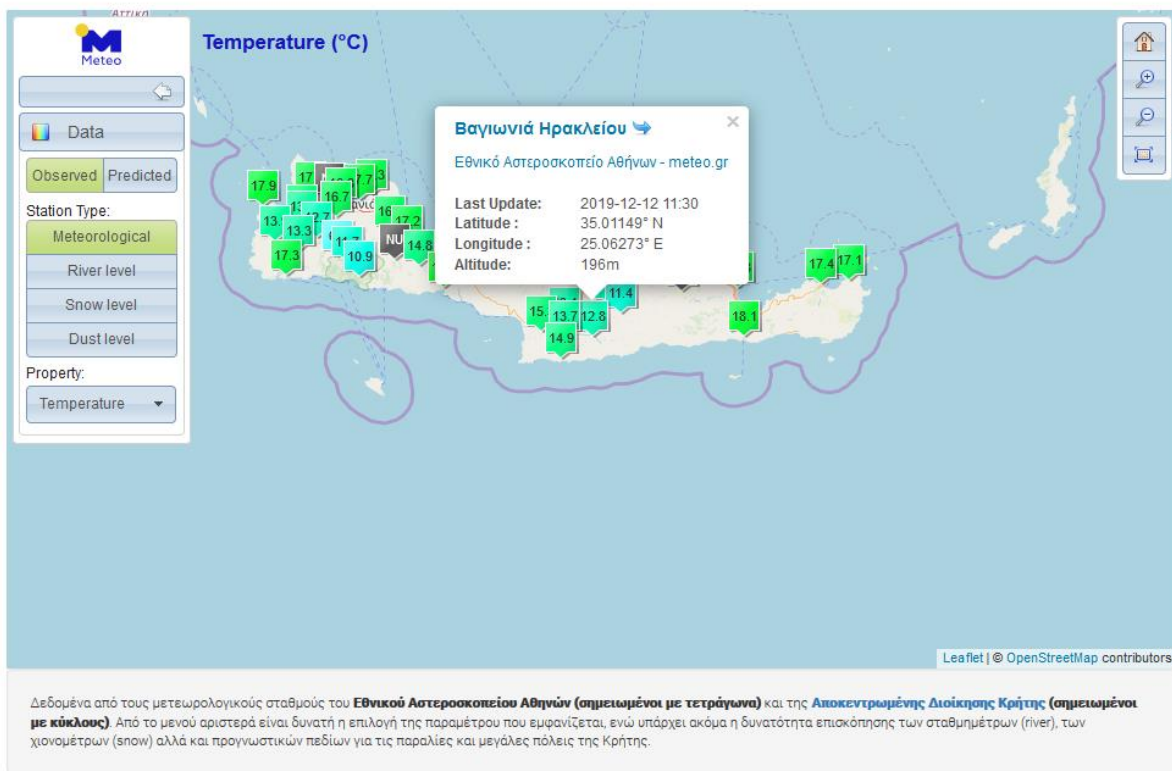 Αττική
Meteo
Temperature (°C)
Data
Observed Predicted
Station Type:
Meteorological
River level
Snow level
Dust level
Property:
Temperature
Βαγιωνιά Ηρακλείου
×
Εθνικό Αστεροσκοπείο Αθήνων - meteo.gr
Last Update: 2019-12-12 11:30
Latitude : 35.01149° N
Longitude : 25.06273° E
Altitude: 196m
17.9
16.7
17.2
13.3
NU
14.8
17.3
10.9
17.4
17.1
11.4
13.7
12.8
18.1
14.9
Leaflet | © OpenStreetMap contributors
Δεδομένα από τους μετεωρολογικούς σταθμούς του Εθνικού Αστεροσκοπείου Αθηνών (σημειωμένοι με τετράγωνα) και της Αποκεντρωμένης Διοίκησης Κρήτης (σημειωμένοι
με κύκλους). Από το μενού αριστερά είναι δυνατή η επιλογή της παραμέτρου που εμφανίζεται, ενώ υπάρχει ακόμα η δυνατότητα επισκόπησης των σταθμημέτρων (river), των
χιονομέτρων (snow) αλλά και προγνωστικών πεδίων για τις παραλίες και μεγάλες πόλεις της Κρήτης.